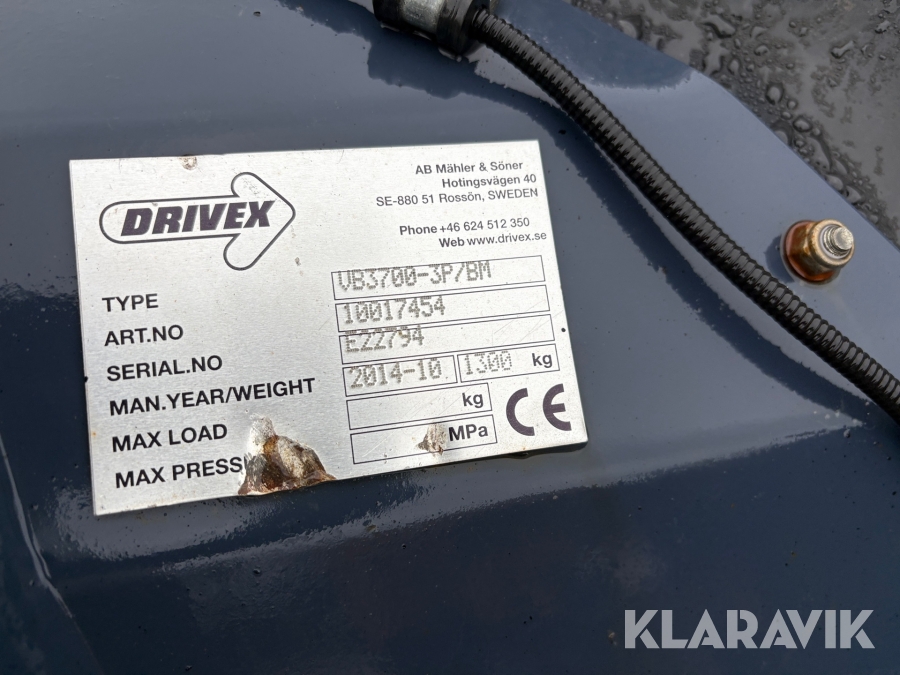 DRIVEX
AB Mähler & Söner
Hotingsvägen 40
SE-880 51 Rossön, SWEDEN
Phone +46 624 512 350
Web www.drivex.se
TYPE VB3700-3P/BM
ART.NO 10017454
SERIAL.NO E22794
MAN.YEAR/WEIGHT 2014-10 1300 kg
MAX LOAD kg
MAX PRESS MPa
CE
KLARAVIK